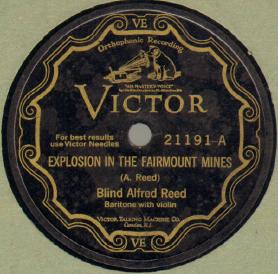 VE
Orthophonic Recording
"HIS MASTER'S VOICE"
VICTOR
For best results
use Victor Needles
21191-A
EXPLOSION IN THE FAIRMOUNT MINES
(A. Reed)
Blind Alfred Reed
Baritone with violin
VICTOR TALKING MACHINE CO.
Camden, N.J.
VE